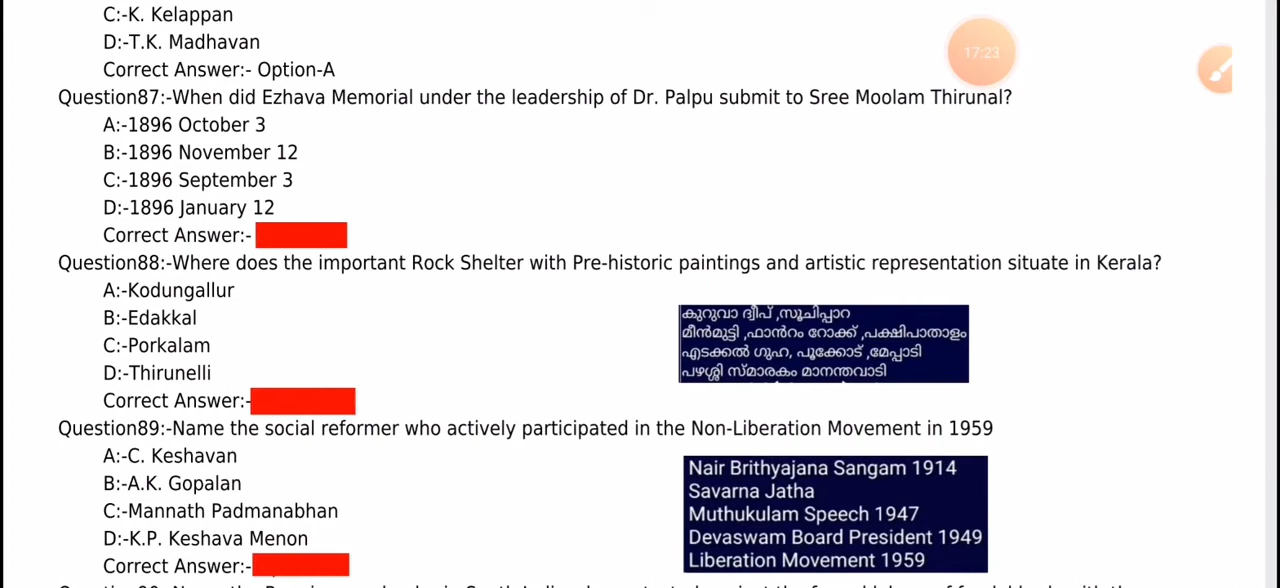 C:-K. Kelappan
D:-T.K. Madhavan
17:23
Correct Answer:- Option-A
Question87:-When did Ezhava Memorial under the leadership of Dr. Palpu submit to Sree Moolam Thirunal?
A:-1896 October 3
B:-1896 November 12
C:-1896 September 3
D:-1896 January 12
Correct Answer:-
Question88:-Where does the important Rock Shelter with Pre-historic paintings and artistic representation situate in Kerala?
A:-Kodungallur
B:-Edakkal
C:-Porkalam
D:-Thirunelli
Correct Answer:-
കുറുവാ ദ്വീപ് ,സൂചിപ്പാറ
മീൻമുട്ടി ,ഫാൻറം റോക്ക് ,പക്ഷിപാതാളം
എടക്കൽ ഗുഹ, പൂക്കോട് ,മേപ്പാടി
പഴശ്ശി സ്മാരകം മാനന്തവാടി
Question89:-Name the social reformer who actively participated in the Non-Liberation Movement in 1959
A:-C. Keshavan
B:-A.K. Gopalan
C:-Mannath Padmanabhan
D:-K.P. Keshava Menon
Correct Answer:-
Nair Brithyajana Sangam 1914
Savarna Jatha
Muthukulam Speech 1947
Devaswam Board President 1949
Liberation Movement 1959